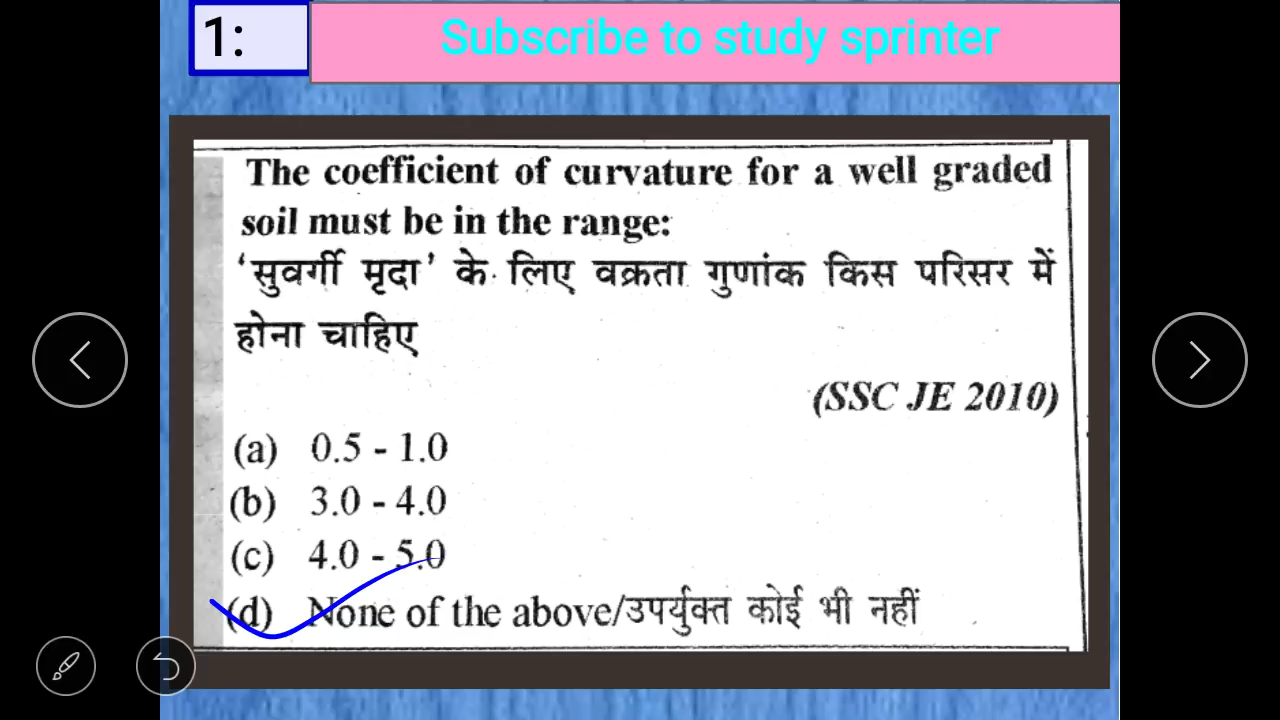 1:
Subscribe to study sprinter
The coefficient of curvature for a well graded
soil must be in the range:
‘सुवर्गी मृदा’ के लिए वक्रता गुणांक किस परिसर में
होना चाहिए
(SSC JE 2010)
(a) 0.5 - 1.0
(b) 3.0 - 4.0
(c) 4.0 - 5.0
(d) None of the above/उपर्युक्त कोई भी नहीं